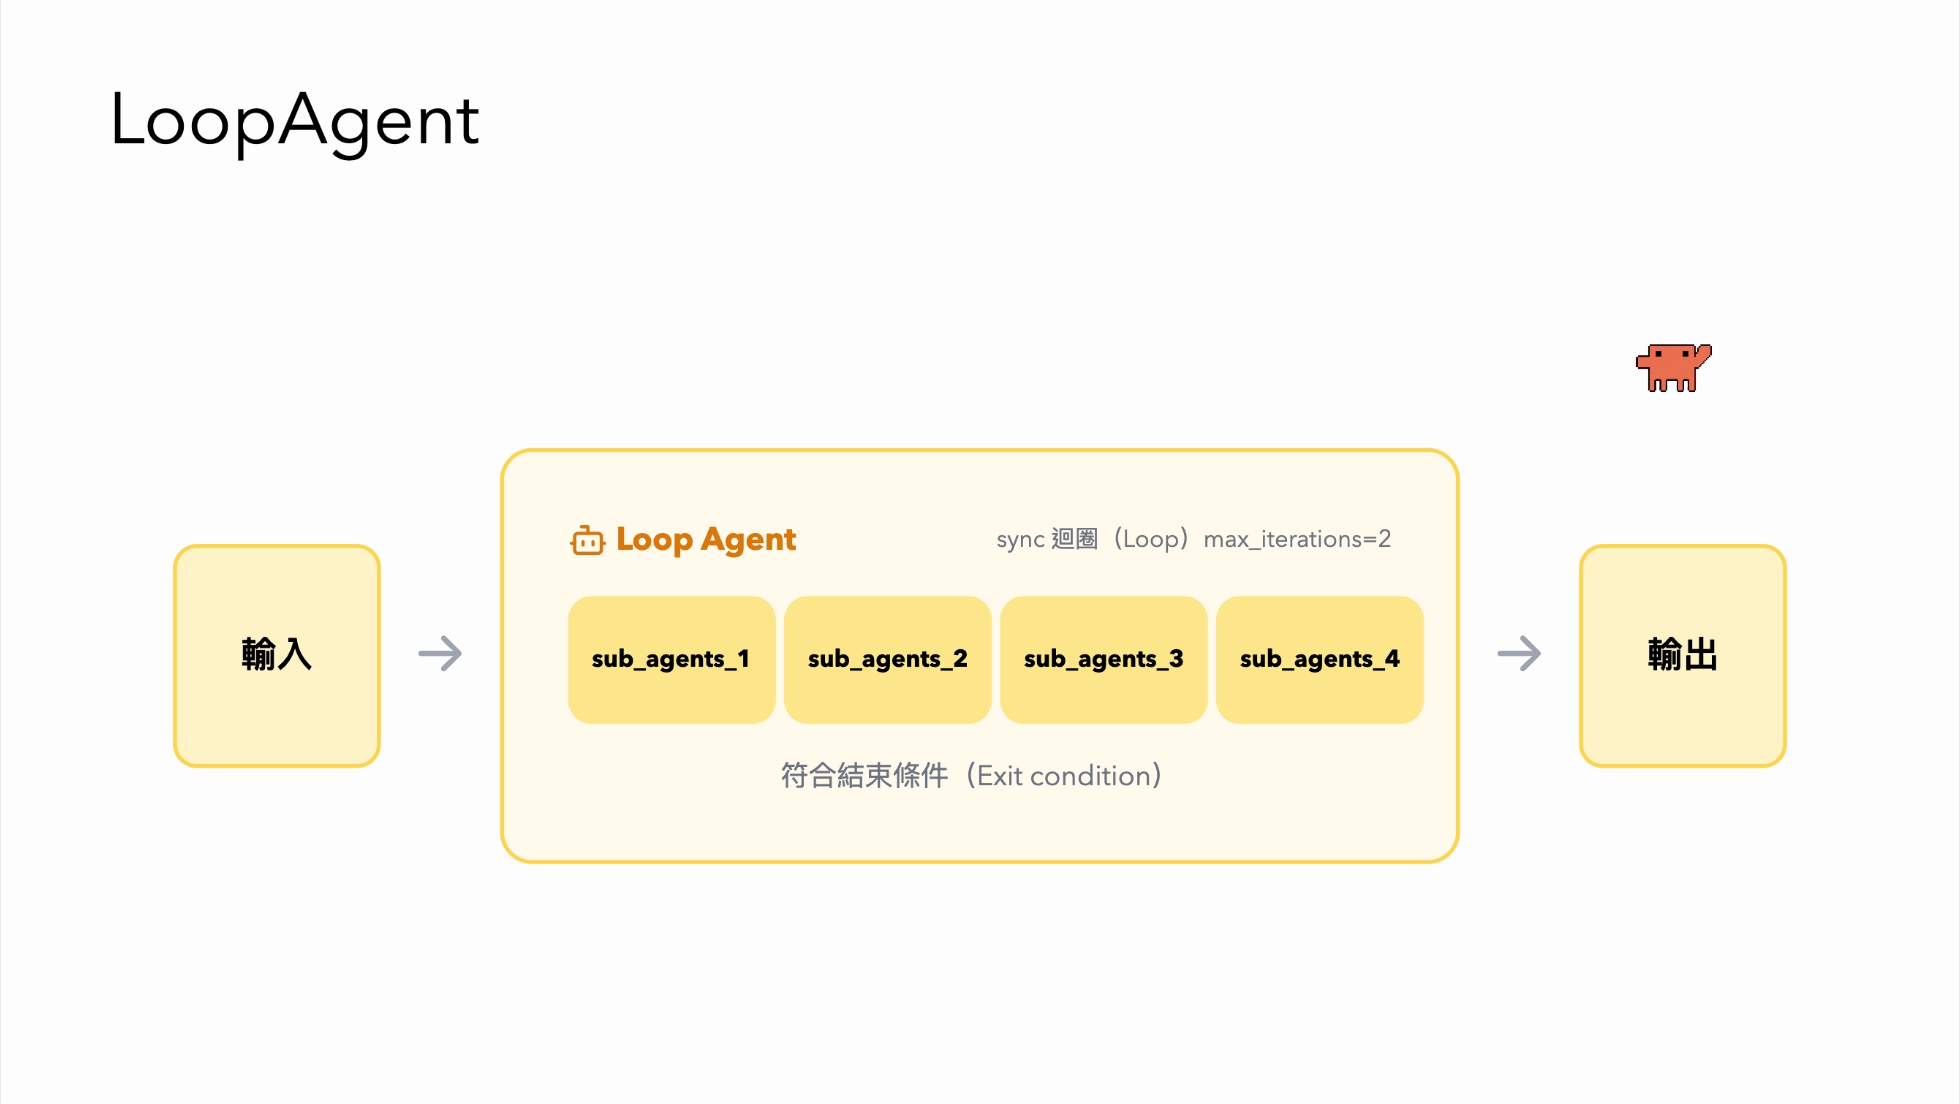 LoopAgent
Loop Agent
sync 迴圈（Loop）max_iterations=2
輸入
sub_agents_1
sub_agents_2
sub_agents_3
sub_agents_4
輸出
符合結束條件（Exit condition）